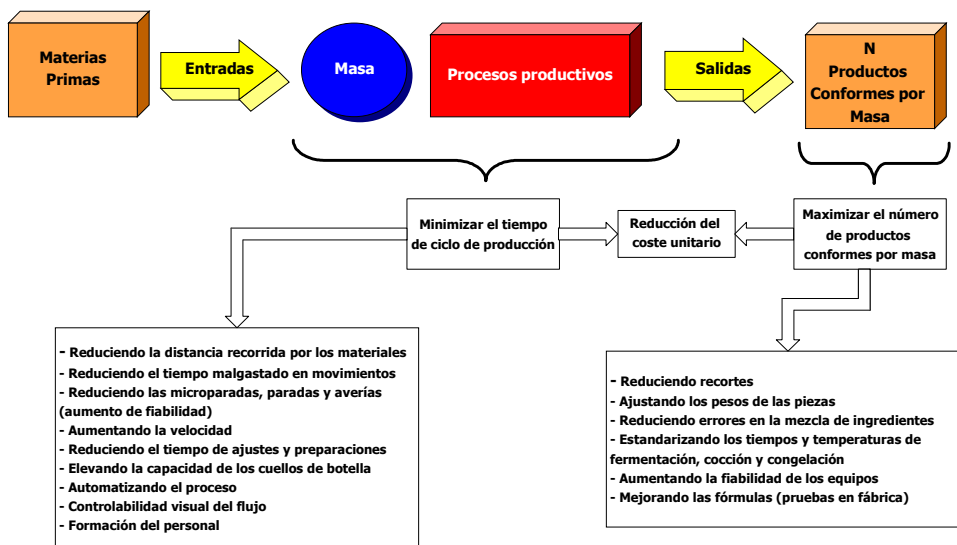 Materias
Primas
Entradas
Masa
Procesos productivos
Salidas
N
Productos
Conformes por
Masa
Minimizar el tiempo
de ciclo de producción
Reducción del
coste unitario
Maximizar el número
de productos
conformes por masa
- Reduciendo la distancia recorrida por los materiales
- Reduciendo el tiempo malgastado en movimientos
- Reduciendo las microparadas, paradas y averías
(aumento de fiabilidad)
- Aumentando la velocidad
- Reduciendo el tiempo de ajustes y preparaciones
- Elevando la capacidad de los cuellos de botella
- Automatizando el proceso
- Controlabilidad visual del flujo
- Formación del personal
- Reduciendo recortes
- Ajustando los pesos de las piezas
- Reduciendo errores en la mezcla de ingredientes
- Estandarizando los tiempos y temperaturas de
fermentación, cocción y congelación
- Aumentando la fiabilidad de los equipos
- Mejorando las fórmulas (pruebas en fábrica)